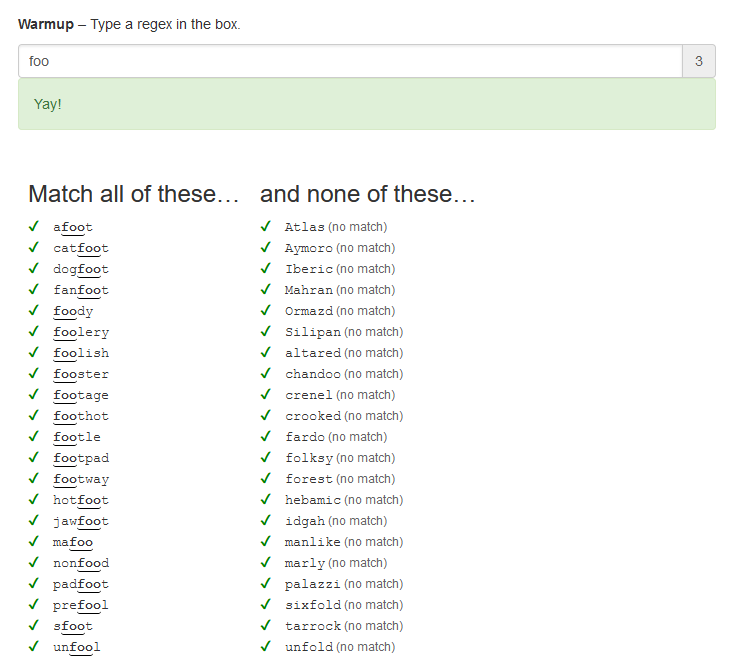 Warmup – Type a regex in the box.
foo 3
Yay!
Match all of these… and none of these…
✔ afoot ✔ Atlas (no match)
✔ catfoot ✔ Aymoro (no match)
✔ dogfoot ✔ Iberic (no match)
✔ fanfoot ✔ Mahran (no match)
✔ foody ✔ Ormazd (no match)
✔ foolery ✔ Silipan (no match)
✔ foolish ✔ altared (no match)
✔ fooster ✔ chandoo (no match)
✔ footage ✔ crenel (no match)
✔ foothot ✔ crooked (no match)
✔ footle ✔ fardo (no match)
✔ footpad ✔ folksy (no match)
✔ footway ✔ forest (no match)
✔ hotfoot ✔ hebamic (no match)
✔ jawfoot ✔ idgah (no match)
✔ mafoo ✔ manlike (no match)
✔ nonfood ✔ marly (no match)
✔ padfoot ✔ palazzi (no match)
✔ prefool ✔ sixfold (no match)
✔ sfoot ✔ tarrock (no match)
✔ unfool ✔ unfold (no match)